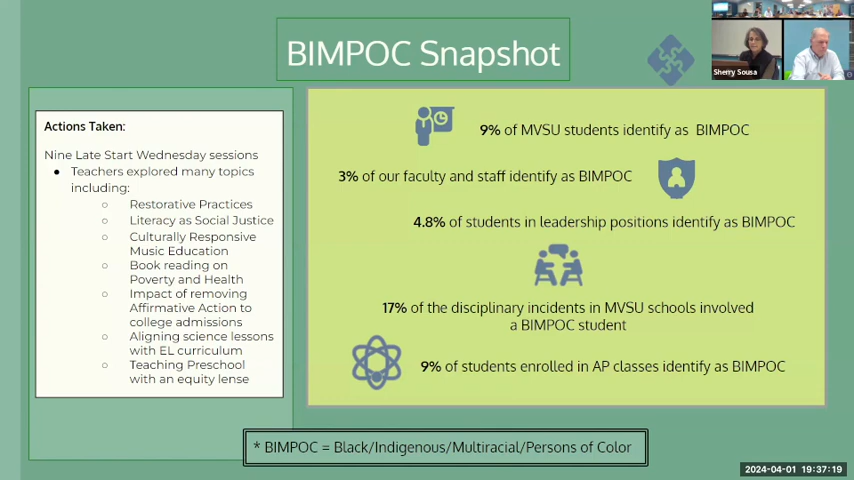 BIMPOC Snapshot
Sherry Sousa
Actions Taken:
Nine Late Start Wednesday sessions
● Teachers explored many topics
including:
○ Restorative Practices
○ Literacy as Social Justice
○ Culturally Responsive
Music Education
○ Book reading on
Poverty and Health
○ Impact of removing
Affirmative Action to
college admissions
○ Aligning science lessons
with EL curriculum
○ Teaching Preschool
with an equity lense
9% of MVSU students identify as BIMPOC
3% of our faculty and staff identify as BIMPOC
4.8% of students in leadership positions identify as BIMPOC
17% of the disciplinary incidents in MVSU schools involved
a BIMPOC student
9% of students enrolled in AP classes identify as BIMPOC
* BIMPOC = Black/Indigenous/Multiracial/Persons of Color
2024-04-01 19:37:19